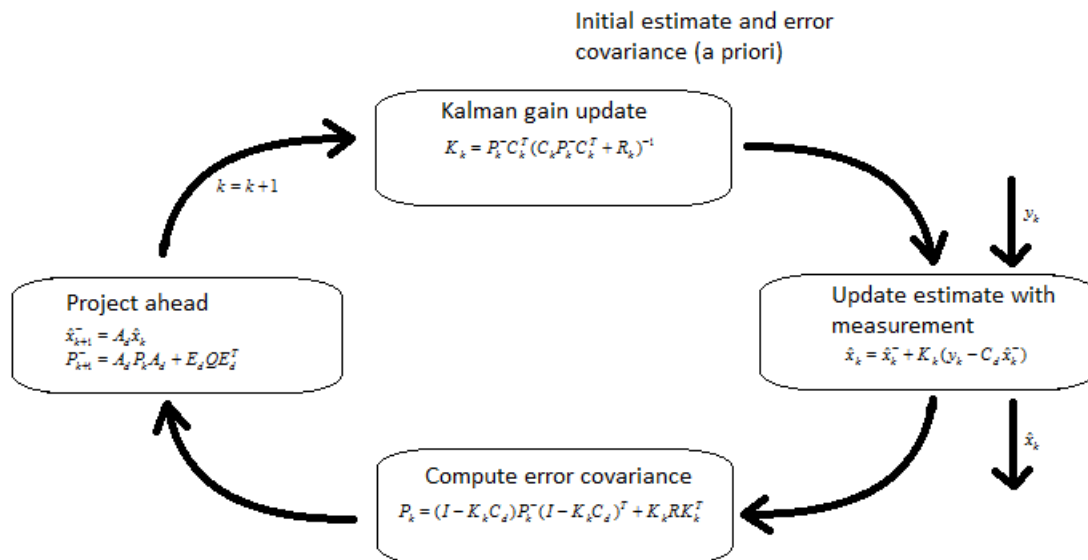 Initial estimate and error
covariance (a priori)
Kalman gain update
K_k = P_k^- C_k^T (C_k P_k^- C_k^T + R_k)^{-1}
k = k+1
y_k
Project ahead
x̂_{k+1}^- = A_d x̂_k
P_{k+1}^- = A_d P_k A_d + E_d Q E_d^T
Update estimate with
measurement
x̂_k = x̂_k^- + K_k (y_k − C_d x̂_k^-)
x̂_k
Compute error covariance
P_k = (I − K_k C_d) P_k^- (I − K_k C_d)^T + K_k R K_k^T